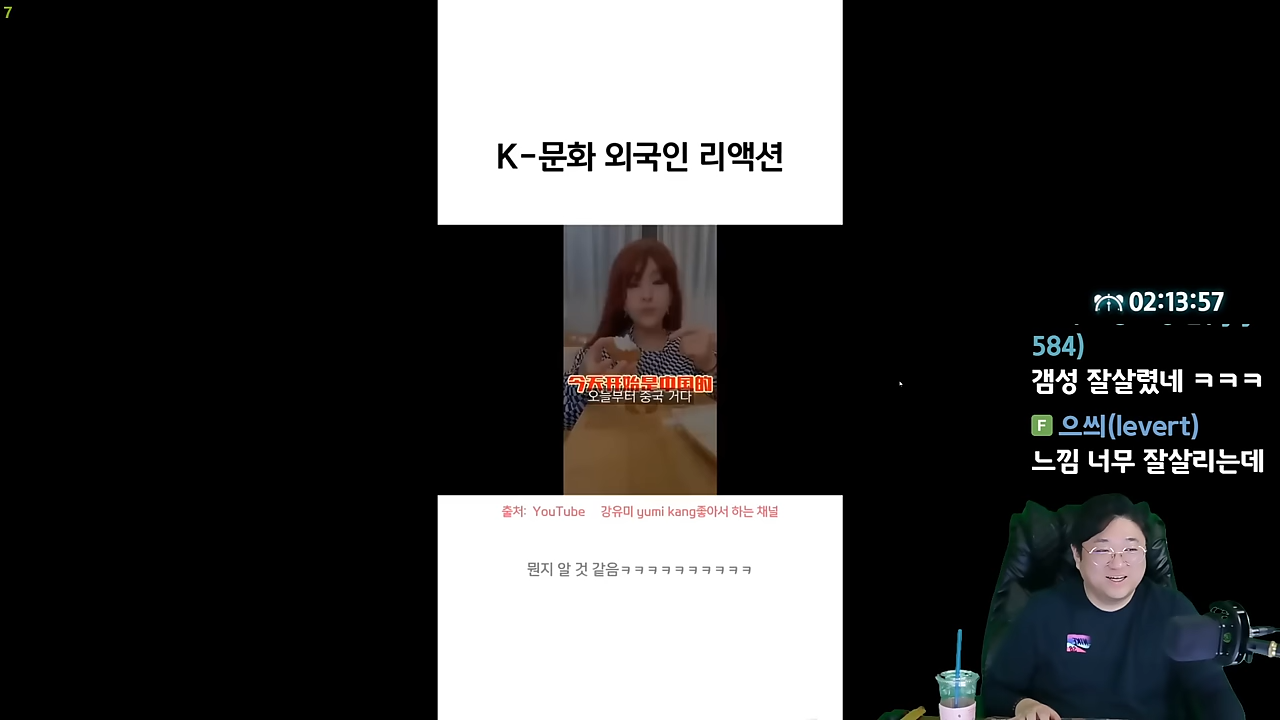 7
K-문화 외국인 리액션
今天开始是中国的
오늘부터 중국 거다
출처: YouTube 강유미 yumi kang좋아서 하는 채널
뭔지 알 것 같음ㅋㅋㅋㅋㅋㅋㅋㅋㅋㅋ
02:13:57
584)
갬성 잘살렸네 ㅋㅋㅋ
F 으씌(levert)
느낌 너무 잘살리는데